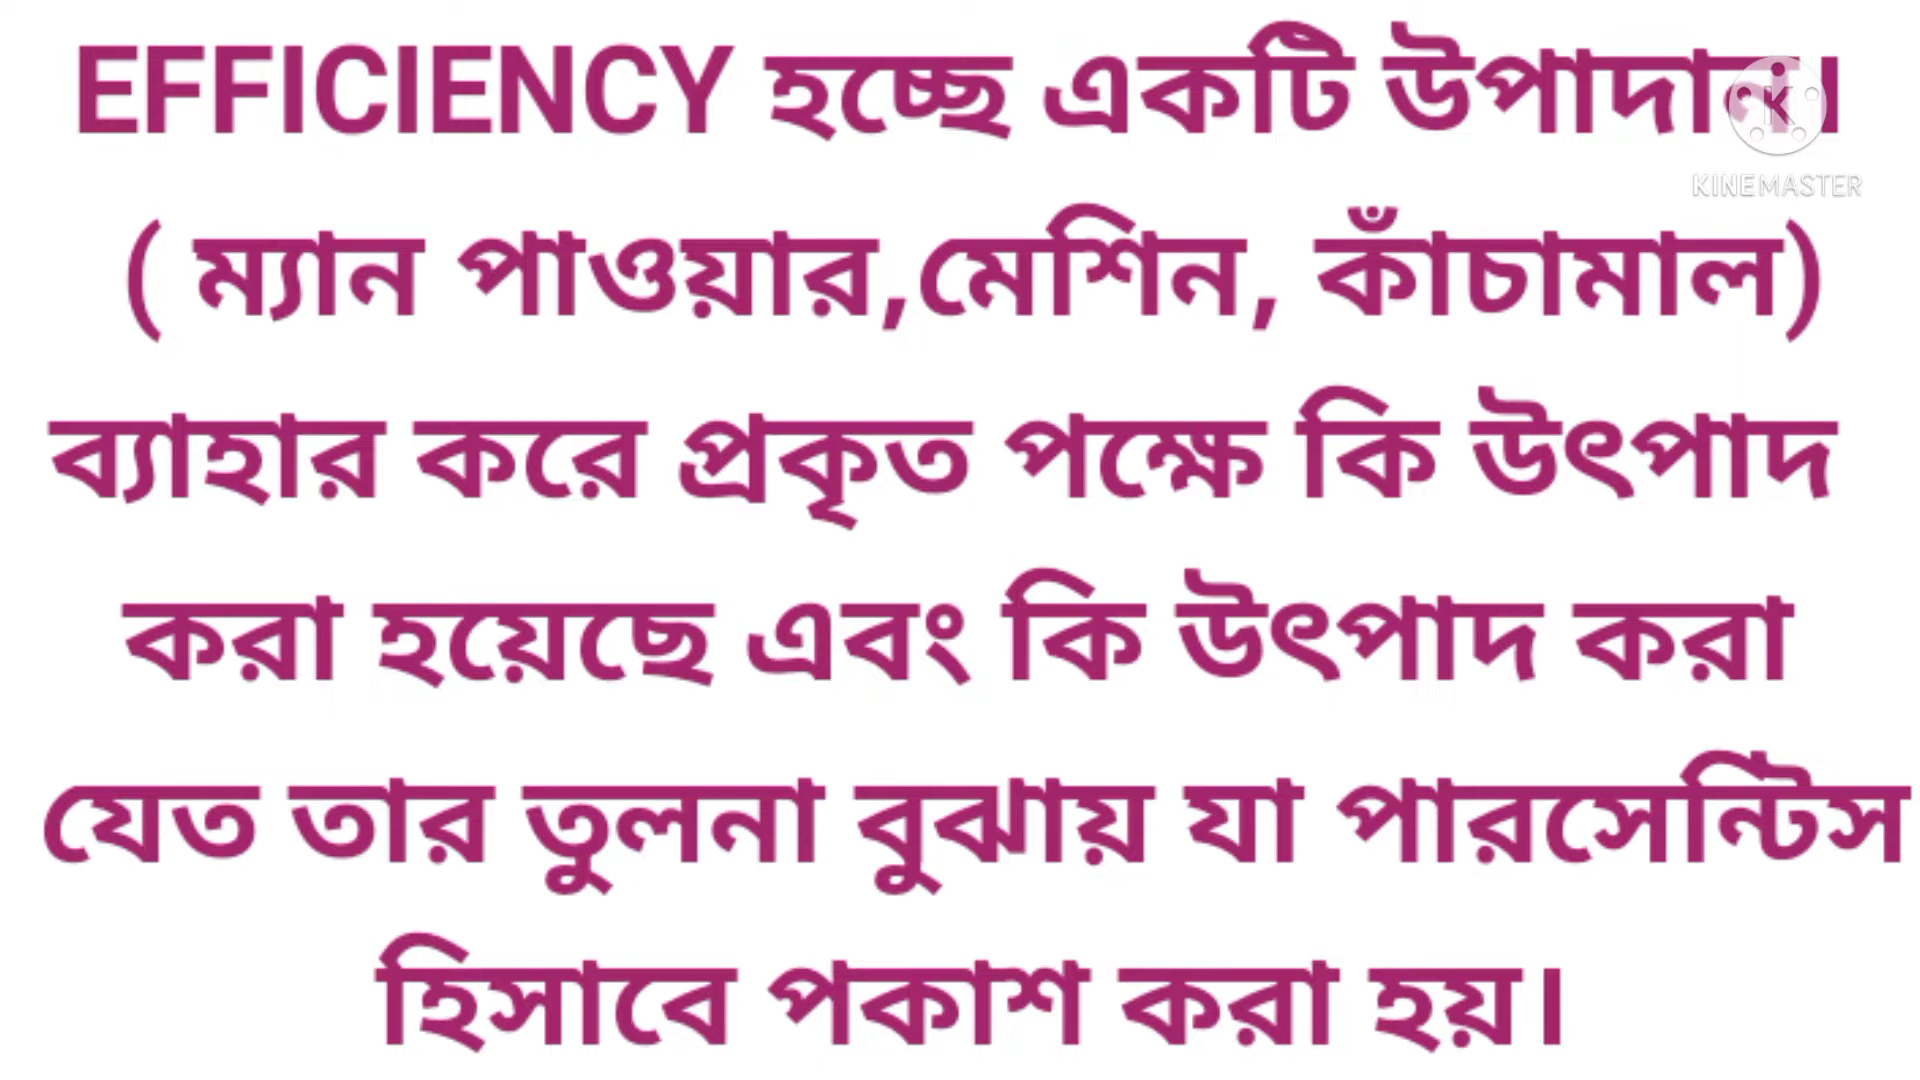 EFFICIENCY হচ্ছে একটি উপাদান।
( ম্যান পাওয়ার,মেশিন, কাঁচামাল)
ব্যাহার করে প্রকৃত পক্ষে কি উৎপাদ
করা হয়েছে এবং কি উৎপাদ করা
যেত তার তুলনা বুঝায় যা পারসেন্টিস
হিসাবে পকাশ করা হয়।
KINEMASTER